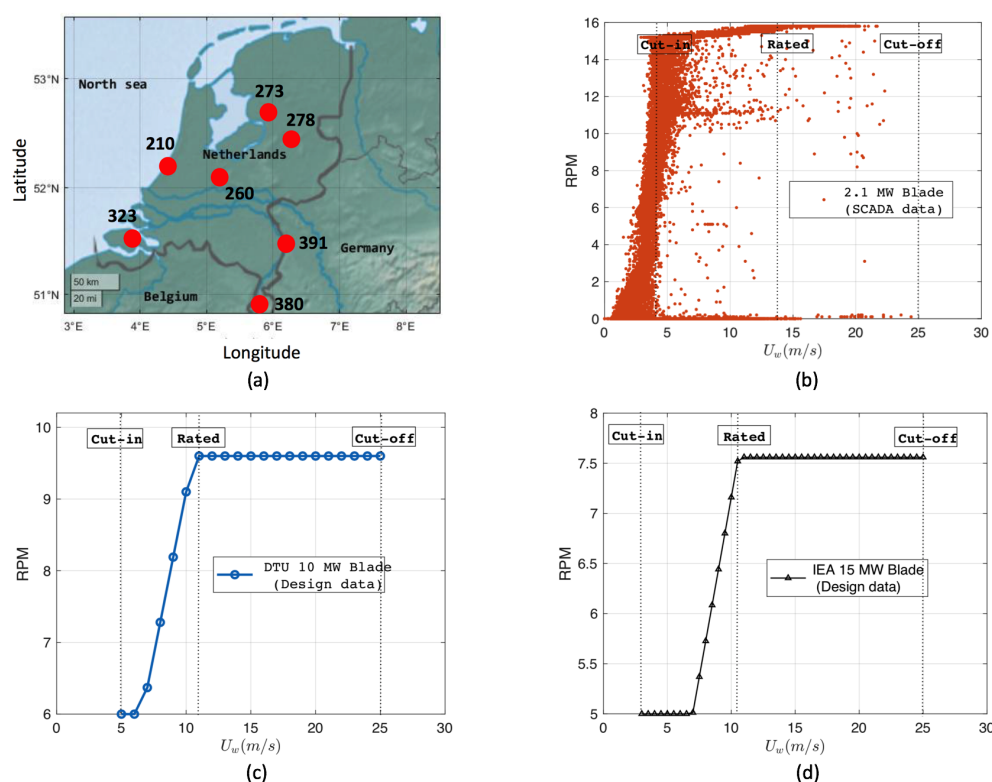 53°N
52°N
51°N
Latitude
North sea
273
278
210
Netherlands
260
323
391
Germany
Belgium
380
50 km
20 mi
3°E
4°E
5°E
6°E
7°E
8°E
Longitude
(a)
16
14
12
10
8
6
4
2
0
RPM
Cut-in
Rated
Cut-off
2.1 MW Blade
(SCADA data)
0
5
10
15
20
25
30
U_w(m/s)
(b)
10
9
8
7
6
RPM
Cut-in
Rated
Cut-off
DTU 10 MW Blade
(Design data)
0
5
10
15
20
25
30
U_w(m/s)
(c)
8
7.5
7
6.5
6
5.5
5
RPM
Cut-in
Rated
Cut-off
IEA 15 MW Blade
(Design data)
0
5
10
15
20
25
30
U_w(m/s)
(d)